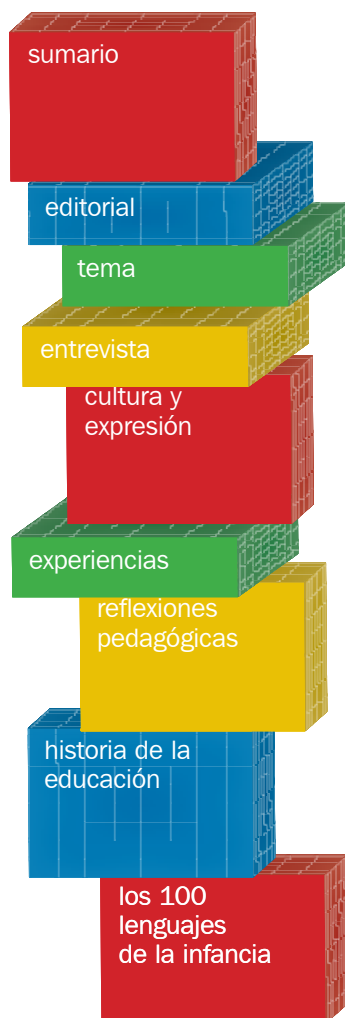 sumario
editorial
tema
entrevista
cultura y
expresión
experiencias
reflexiones
pedagógicas
historia de la
educación
los 100
lenguajes
de la infancia